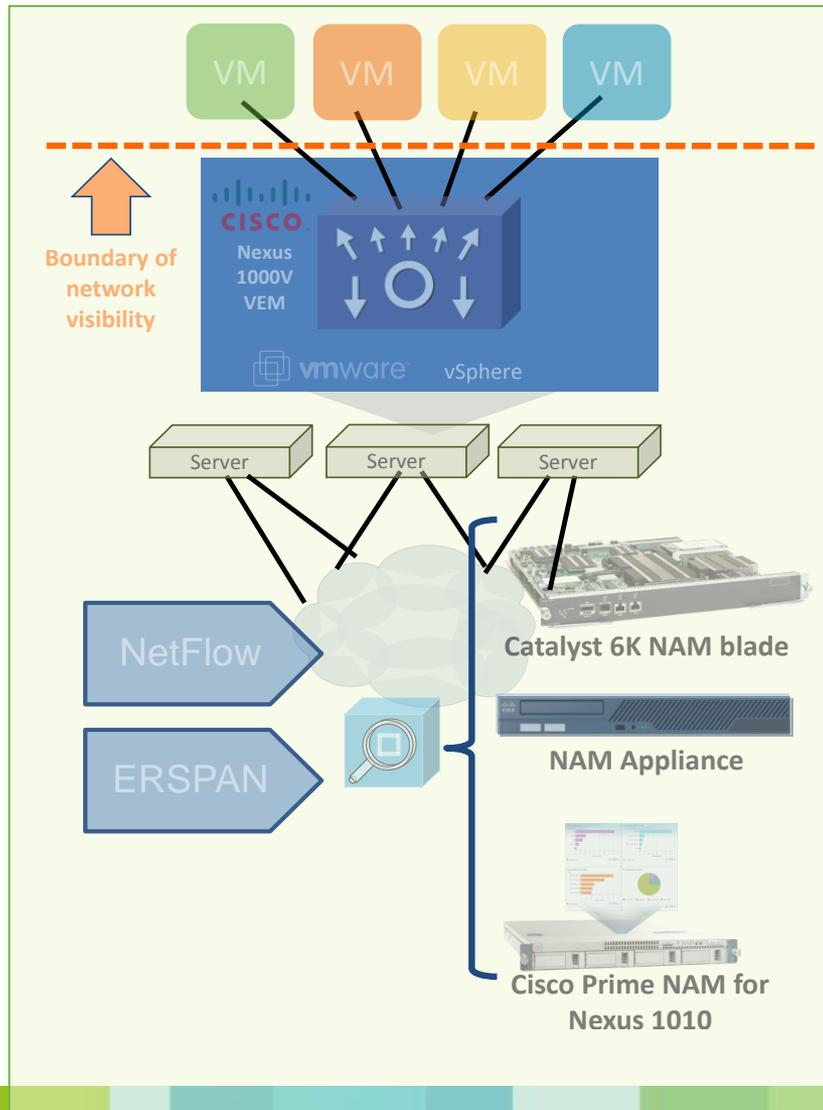 VM VM VM VM
CISCO
Nexus
1000V
VEM
Boundary of
network
visibility
vmware vSphere
Server Server Server
NetFlow
Catalyst 6K NAM blade
ERSPAN
NAM Appliance
Cisco Prime NAM for
Nexus 1010